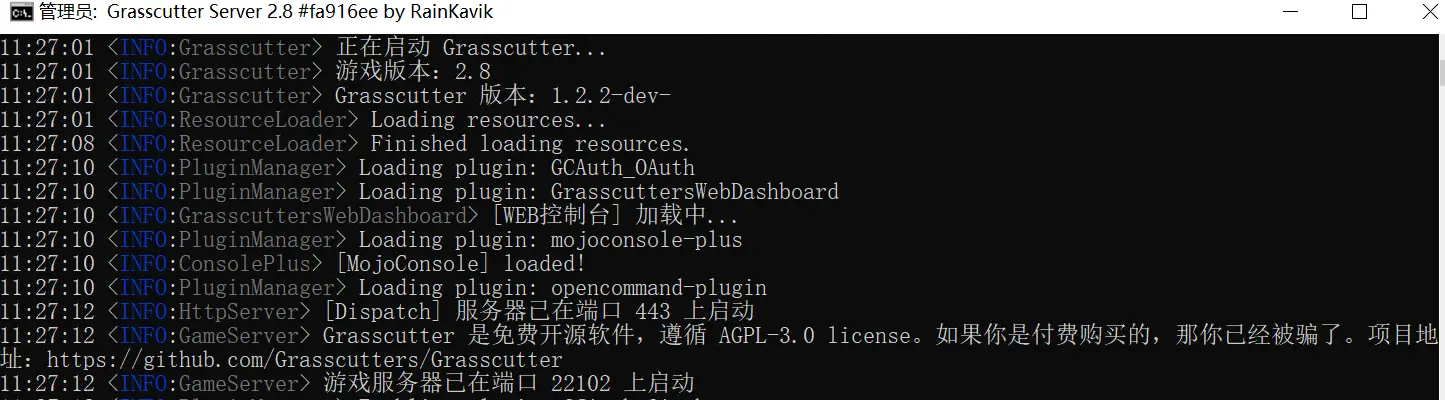 管理员: Grasscutter Server 2.8 #fa916ee by RainKavik
11:27:01 <INFO:Grasscutter> 正在启动 Grasscutter...
11:27:01 <INFO:Grasscutter> 游戏版本：2.8
11:27:01 <INFO:Grasscutter> Grasscutter 版本：1.2.2-dev-
11:27:01 <INFO:ResourceLoader> Loading resources...
11:27:08 <INFO:ResourceLoader> Finished loading resources.
11:27:10 <INFO:PluginManager> Loading plugin: GCAuth_OAuth
11:27:10 <INFO:PluginManager> Loading plugin: GrasscuttersWebDashboard
11:27:10 <INFO:GrasscuttersWebDashboard> [WEB控制台] 加载中...
11:27:10 <INFO:PluginManager> Loading plugin: mojoconsole-plus
11:27:10 <INFO:ConsolePlus> [MojoConsole] loaded!
11:27:10 <INFO:PluginManager> Loading plugin: opencommand-plugin
11:27:12 <INFO:HttpServer> [Dispatch] 服务器已在端口 443 上启动
11:27:12 <INFO:GameServer> Grasscutter 是免费开源软件，遵循 AGPL-3.0 license。如果你是付费购买的，那你已经被骗了。项目地
址：https://github.com/Grasscutters/Grasscutter
11:27:12 <INFO:GameServer> 游戏服务器已在端口 22102 上启动